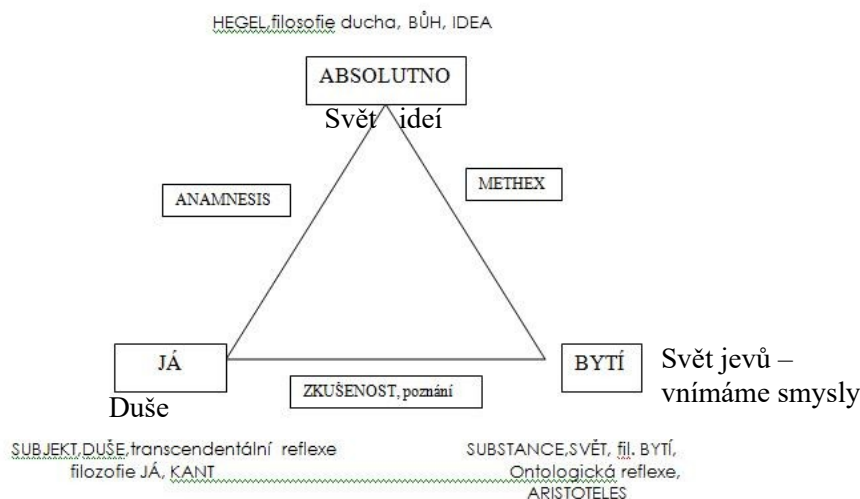 HEGEL,filosofie ducha, BŮH, IDEA
ABSOLUTNO
Svět ideí
ANAMNESIS
METHEX
JÁ
BYTÍ
Svět jevů –
vnímáme smysly
Duše
ZKUŠENOST, poznání
SUBJEKT,DUŠE,transcendentální reflexe
filozofie JÁ, KANT
SUBSTANCE,SVĚT, fil. BYTÍ,
Ontologická reflexe,
ARISTOTELES